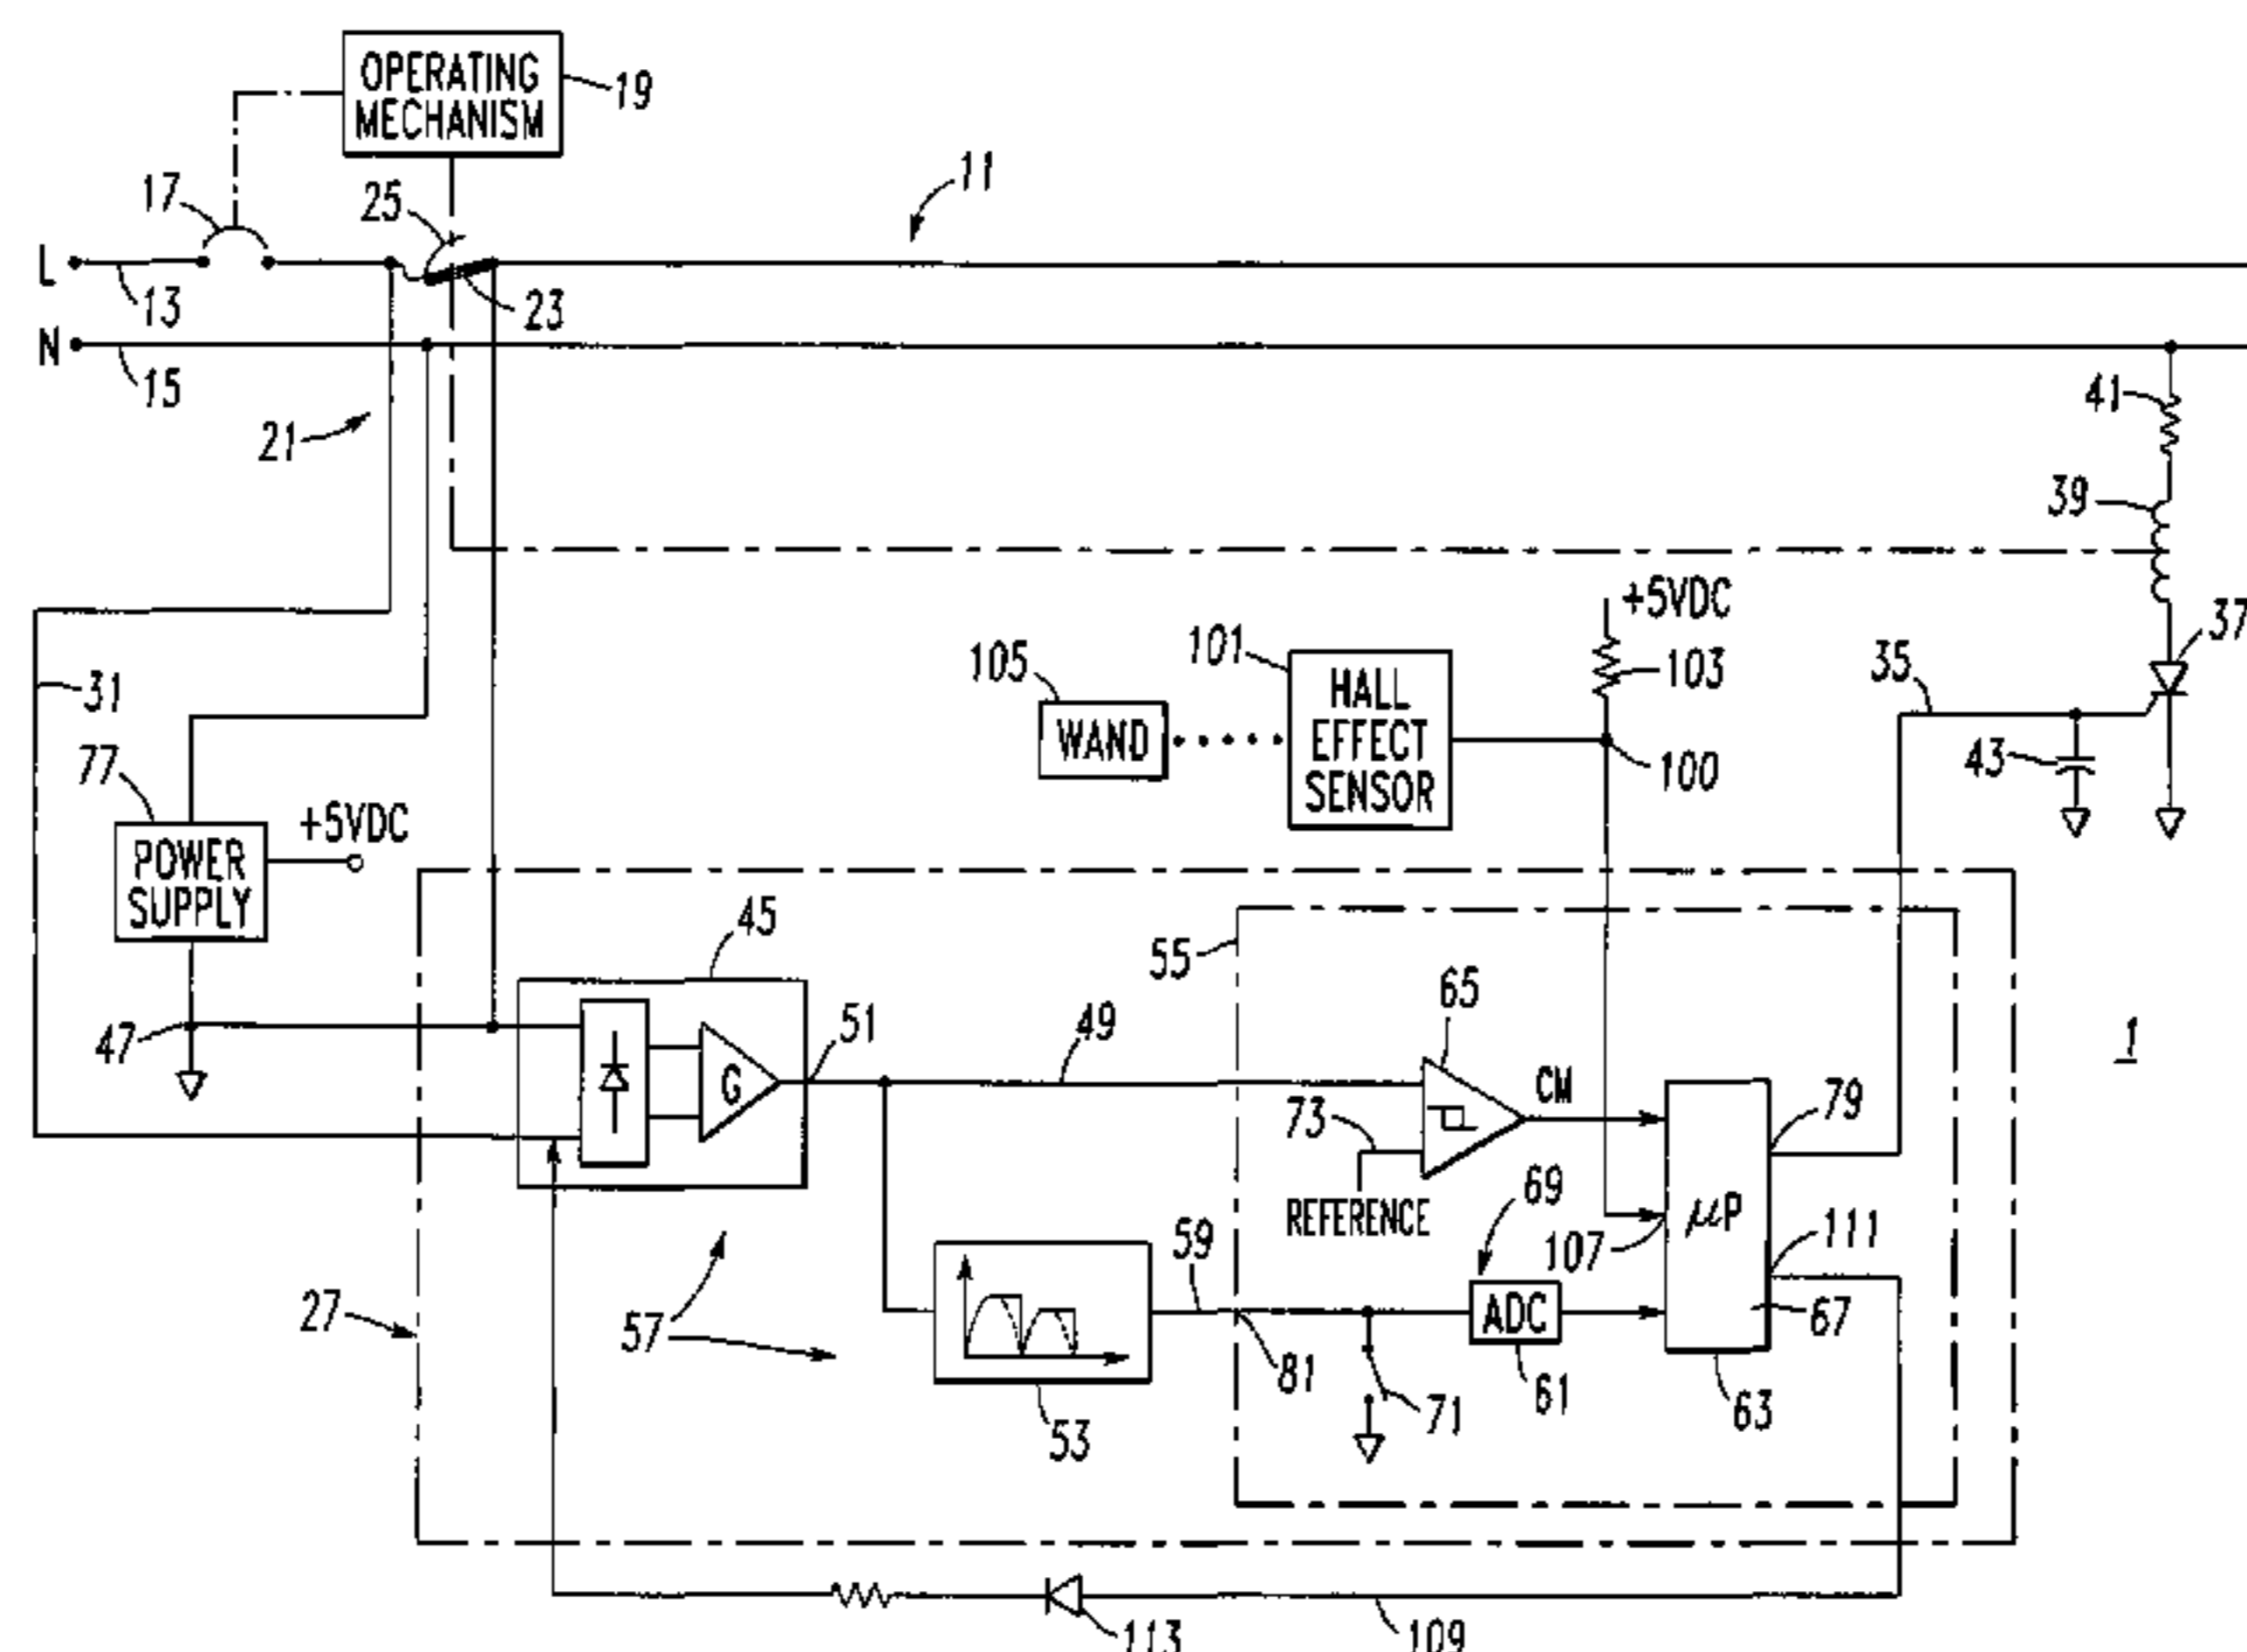 OPERATING
MECHANISM
19
11
17
25
L
13
23
N
15
21
41
39
+5VDC
37
31
105
101
103
35
WAND
HALL
EFFECT
SENSOR
100
43
77
+5VDC
POWER
SUPPLY
45
55
65
47
51
49
CM
1
G
73
79
REFERENCE
69
μP
107
111
59
27
57
ADC
67
81
71
61
63
53
113
109